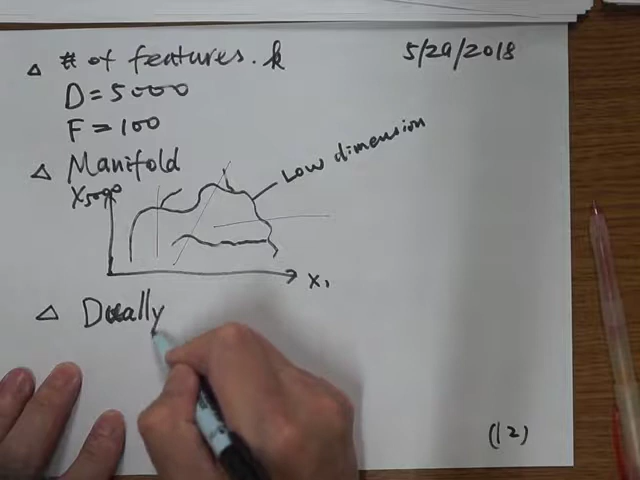 △ # of features. k
5/29/2018
D = 5000
F = 100
△ Manifold
Low dimension
X5000
X1
△ Dually
(12)